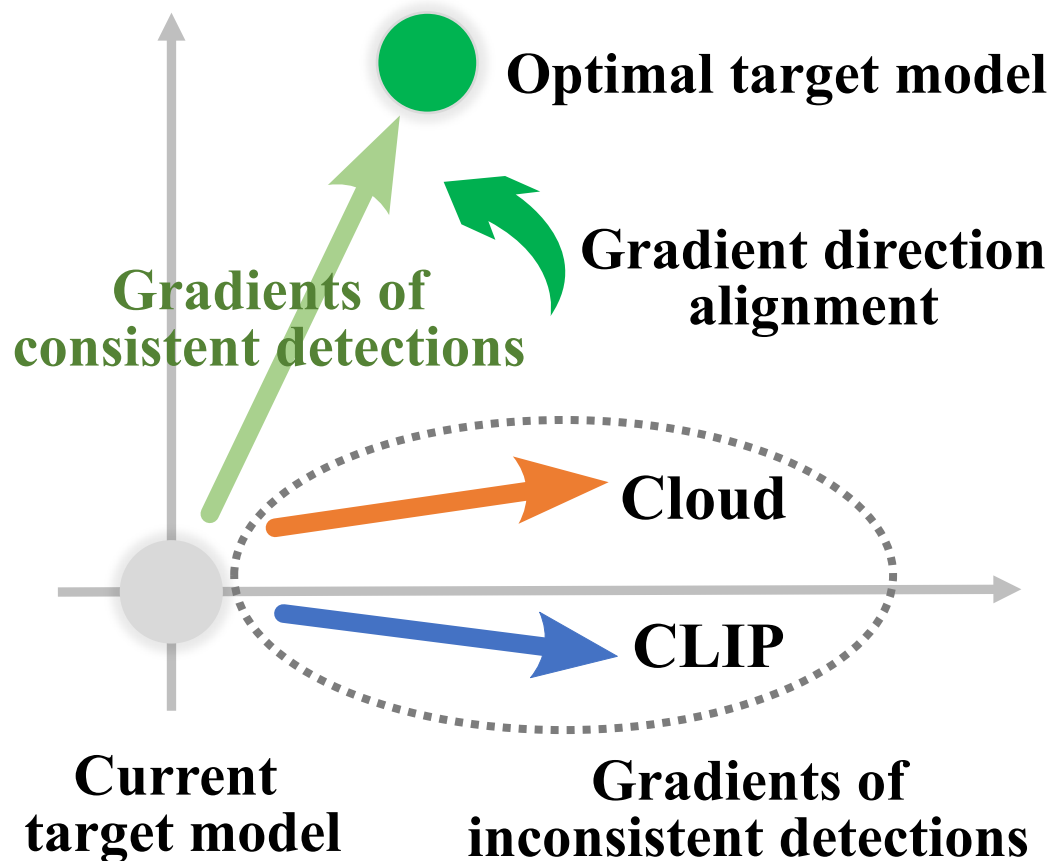 Optimal target model
Gradient direction
alignment
Gradients of
consistent detections
Cloud
CLIP
Current
target model
Gradients of
inconsistent detections